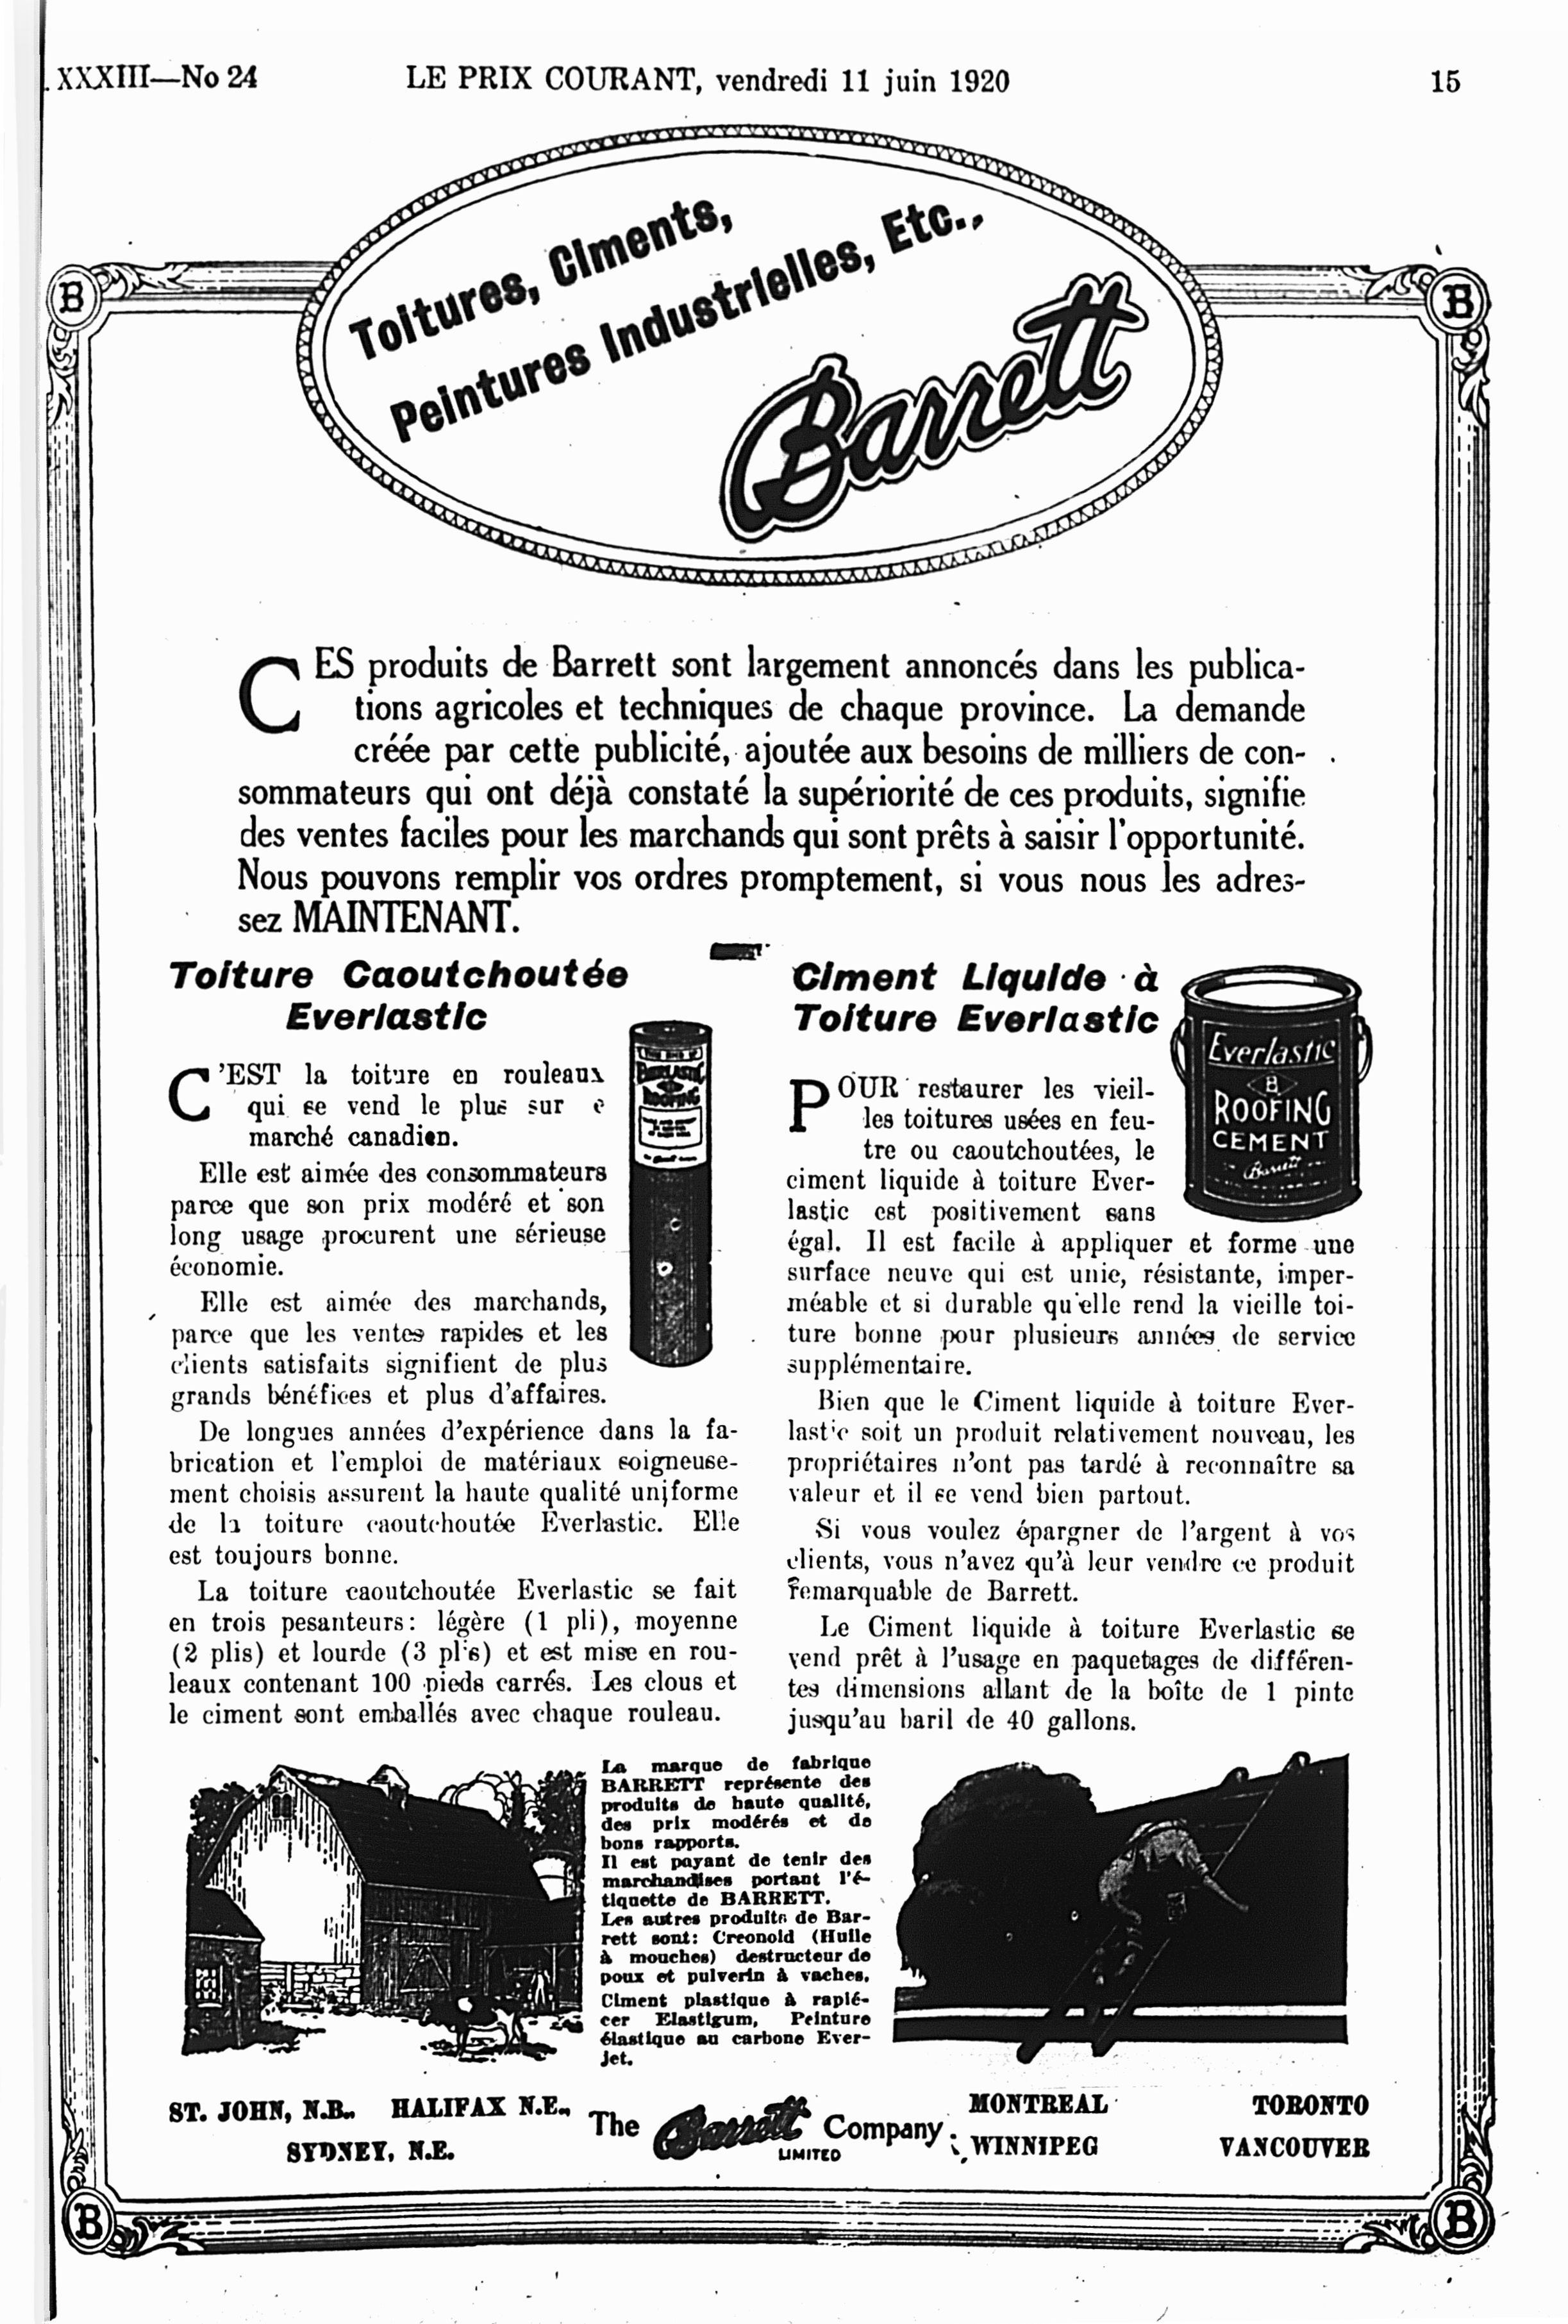 . XXXIII—No 24
LE PRIX COURANT, vendredi 11 juin 1920
15
Toitures, Ciments,
Peintures Industrielles, Etc.,
Barrett
B
B
CES produits de Barrett sont largement annoncés dans les publica-
tions agricoles et techniques de chaque province. La demande
créée par cette publicité, ajoutée aux besoins de milliers de con-
sommateurs qui ont déjà constaté la supériorité de ces produits, signifie
des ventes faciles pour les marchands qui sont prêts à saisir l'opportunité.
Nous pouvons remplir vos ordres promptement, si vous nous les adres-
sez MAINTENANT.
Toiture Caoutchoutée
Everlastic
C'EST la toiture en rouleaux
qui se vend le plus sur e
marché canadien.
Elle est aimée des consommateurs
parce que son prix modéré et son
long usage procurent une sérieuse
économie.
Elle est aimée des marchands,
parce que les ventes rapides et les
clients satisfaits signifient de plus
grands bénéfices et plus d'affaires.
De longues années d'expérience dans la fa-
brication et l'emploi de matériaux soigneuse-
ment choisis assurent la haute qualité uniforme
de la toiture caoutchoutée Everlastic. Elle
est toujours bonne.
La toiture caoutchoutée Everlastic se fait
en trois pesanteurs: légère (1 pli), moyenne
(2 plis) et lourde (3 plis) et est mise en rou-
leaux contenant 100 pieds carrés. Les clous et
le ciment sont emballés avec chaque rouleau.
EVERLASTIC
ROOFING
Ciment Liquide à
Toiture Everlastic
POUR restaurer les vieil-
les toitures usées en feu-
tre ou caoutchoutées, le
ciment liquide à toiture Ever-
lastic est positivement sans
égal. Il est facile à appliquer et forme une
surface neuve qui est unie, résistante, imper-
méable et si durable qu'elle rend la vieille toi-
ture bonne pour plusieurs années de service
supplémentaire.
Bien que le Ciment liquide à toiture Ever-
lastic soit un produit relativement nouveau, les
propriétaires n'ont pas tardé à reconnaître sa
valeur et il se vend bien partout.
Si vous voulez épargner de l'argent à vos
clients, vous n'avez qu'à leur vendre ce produit
remarquable de Barrett.
Le Ciment liquide à toiture Everlastic se
vend prêt à l'usage en paquetages de différen-
tes dimensions allant de la boîte de 1 pinte
jusqu'au baril de 40 gallons.
Everlastic
B
ROOFING
CEMENT
Barrett
La marque de fabrique
BARRETT représente des
produits de haute qualité,
des prix modérés et de
bons rapports.
Il est payant de tenir des
marchandises portant l'é-
tiquette de BARRETT.
Les autres produits de Bar-
rett sont: Creonoid (Huile
à mouches) destructeur de
poux et pulverin à vaches,
Ciment plastique à rapié-
cer Elastigum, Peinture
élastique au carbone Ever-
jet.
ST. JOHN, N.B., HALIFAX N.E.,
SYDNEY, N.E.
The Barrett Company
LIMITED
MONTREAL TORONTO
WINNIPEG VANCOUVER
B
B